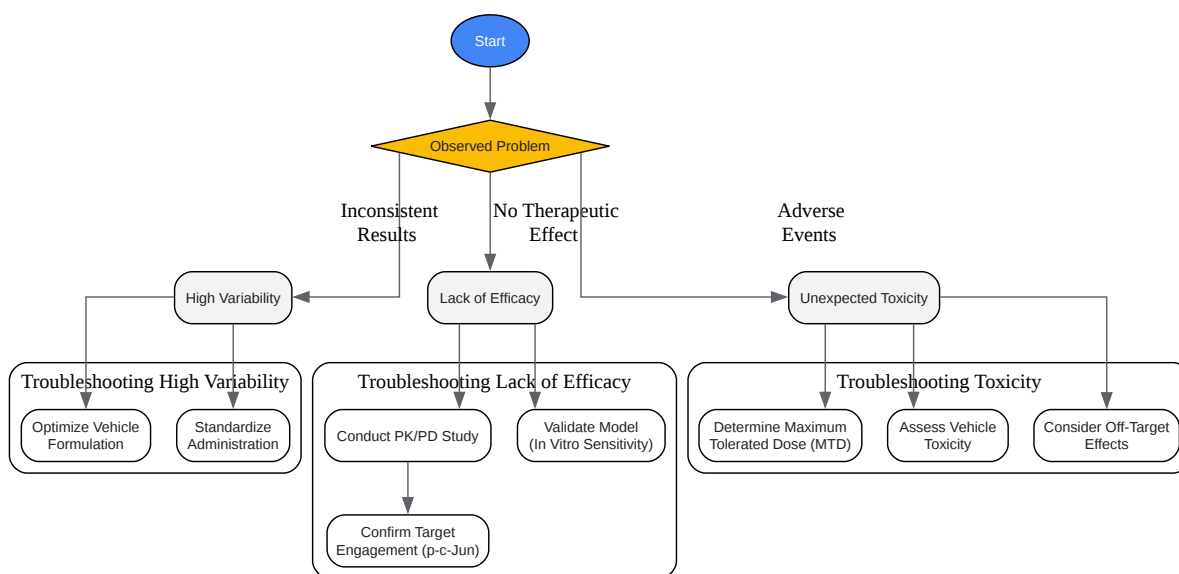 Start
Observed Problem
Inconsistent
Results
No Therapeutic
Effect
Adverse
Events
High Variability
Lack of Efficacy
Unexpected Toxicity
Troubleshooting High Variability
Optimize Vehicle
Formulation
Standardize
Administration
Troubleshooting Lack of Efficacy
Conduct PK/PD Study
Validate Model
(In Vitro Sensitivity)
Confirm Target
Engagement (p-c-Jun)
Troubleshooting Toxicity
Determine Maximum
Tolerated Dose (MTD)
Assess Vehicle
Toxicity
Consider Off-Target
Effects